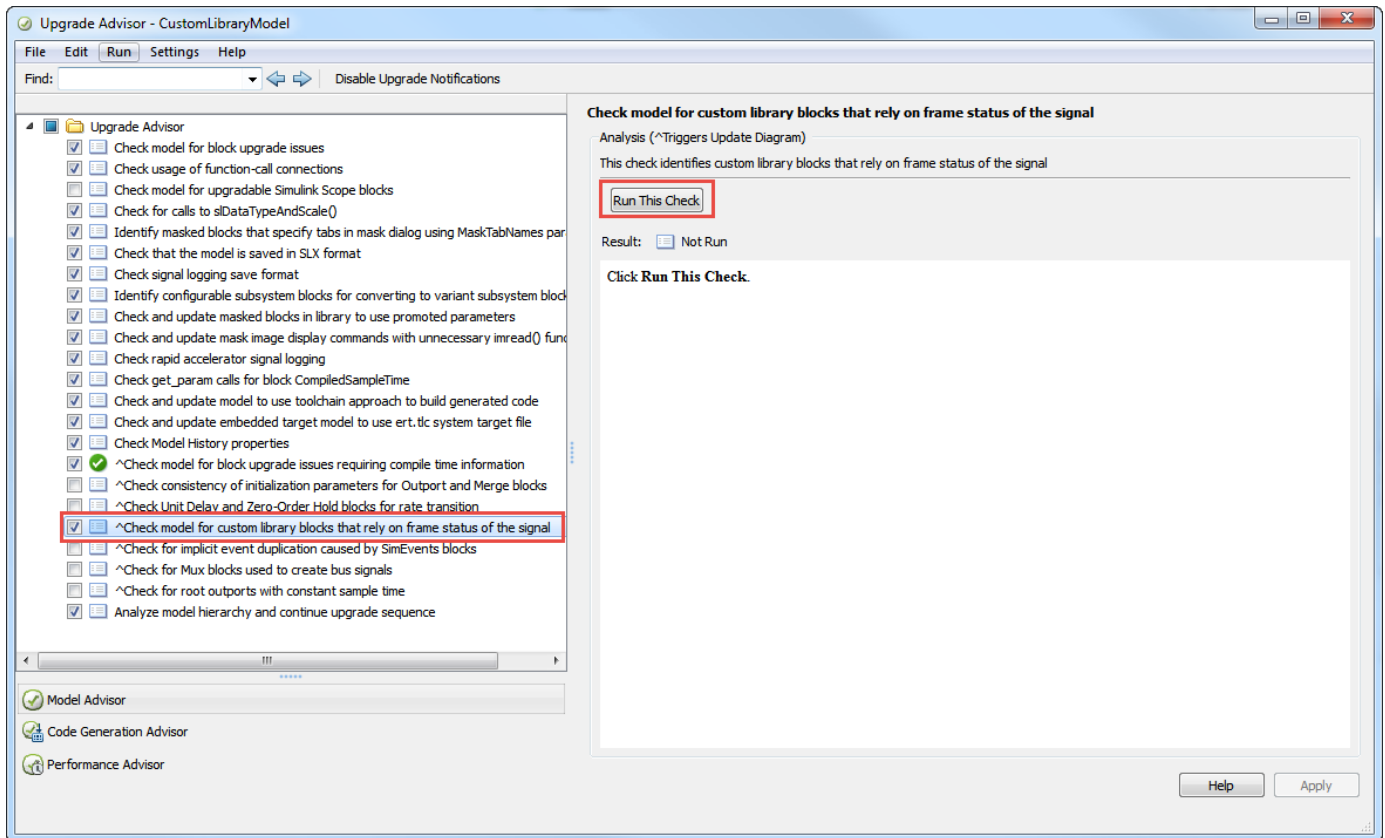 Upgrade Advisor - CustomLibraryModel
File Edit Run Settings Help
Find:
Disable Upgrade Notifications
Upgrade Advisor
Check model for block upgrade issues
Check usage of function-call connections
Check model for upgradable Simulink Scope blocks
Check for calls to slDataTypeAndScale()
Identify masked blocks that specify tabs in mask dialog using MaskTabNames par
Check that the model is saved in SLX format
Check signal logging save format
Identify configurable subsystem blocks for converting to variant subsystem block
Check and update masked blocks in library to use promoted parameters
Check and update mask image display commands with unnecessary imread() func
Check rapid accelerator signal logging
Check get_param calls for block CompiledSampleTime
Check and update model to use toolchain approach to build generated code
Check and update embedded target model to use ert.tlc system target file
Check Model History properties
^Check model for block upgrade issues requiring compile time information
^Check consistency of initialization parameters for Outport and Merge blocks
^Check Unit Delay and Zero-Order Hold blocks for rate transition
^Check model for custom library blocks that rely on frame status of the signal
^Check for implicit event duplication caused by SimEvents blocks
^Check for Mux blocks used to create bus signals
^Check for root outports with constant sample time
Analyze model hierarchy and continue upgrade sequence
Model Advisor
Code Generation Advisor
Performance Advisor
Check model for custom library blocks that rely on frame status of the signal
Analysis (^Triggers Update Diagram)
This check identifies custom library blocks that rely on frame status of the signal
Run This Check
Result: Not Run
Click Run This Check.
Help
Apply